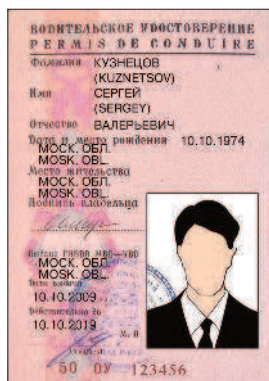 ВОДИТЕЛЬСКОЕ УДОСТОВЕРЕНИЕ
PERMIS DE CONDUIRE
Фамилия КУЗНЕЦОВ
(KUZNETSOV)
Имя СЕРГЕЙ
(SERGEY)
Отчество ВАЛЕРЬЕВИЧ
Дата и место рождения 10.10.1974
МОСК. ОБЛ.
MOSK. OBL.
Место жительства
МОСК. ОБЛ.
MOSK. OBL.
Подпись владельца
МОСК. ОБЛ.
MOSK. OBL.
Дата выдачи
10.10.2009
Действительно до
10.10.2019
М. П.
50 ОУ 123456